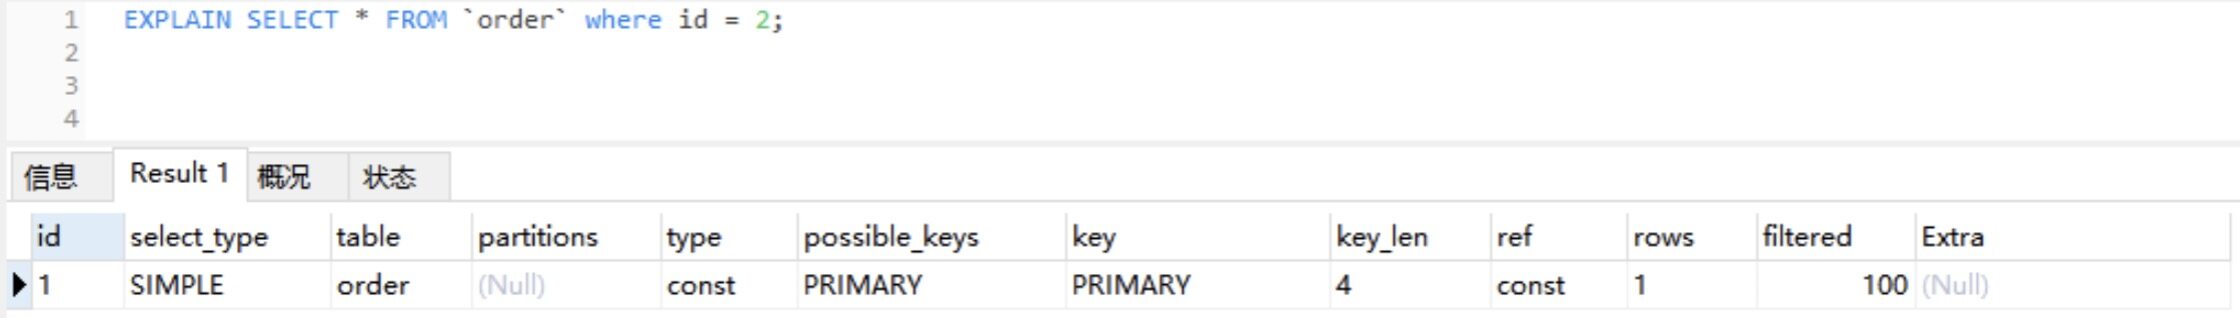 1 EXPLAIN SELECT * FROM `order` where id = 2;
2
3
4
信息 Result 1 概况 状态
id select_type table partitions type possible_keys key key_len ref rows filtered Extra
1 SIMPLE order (Null) const PRIMARY PRIMARY 4 const 1 100 (Null)